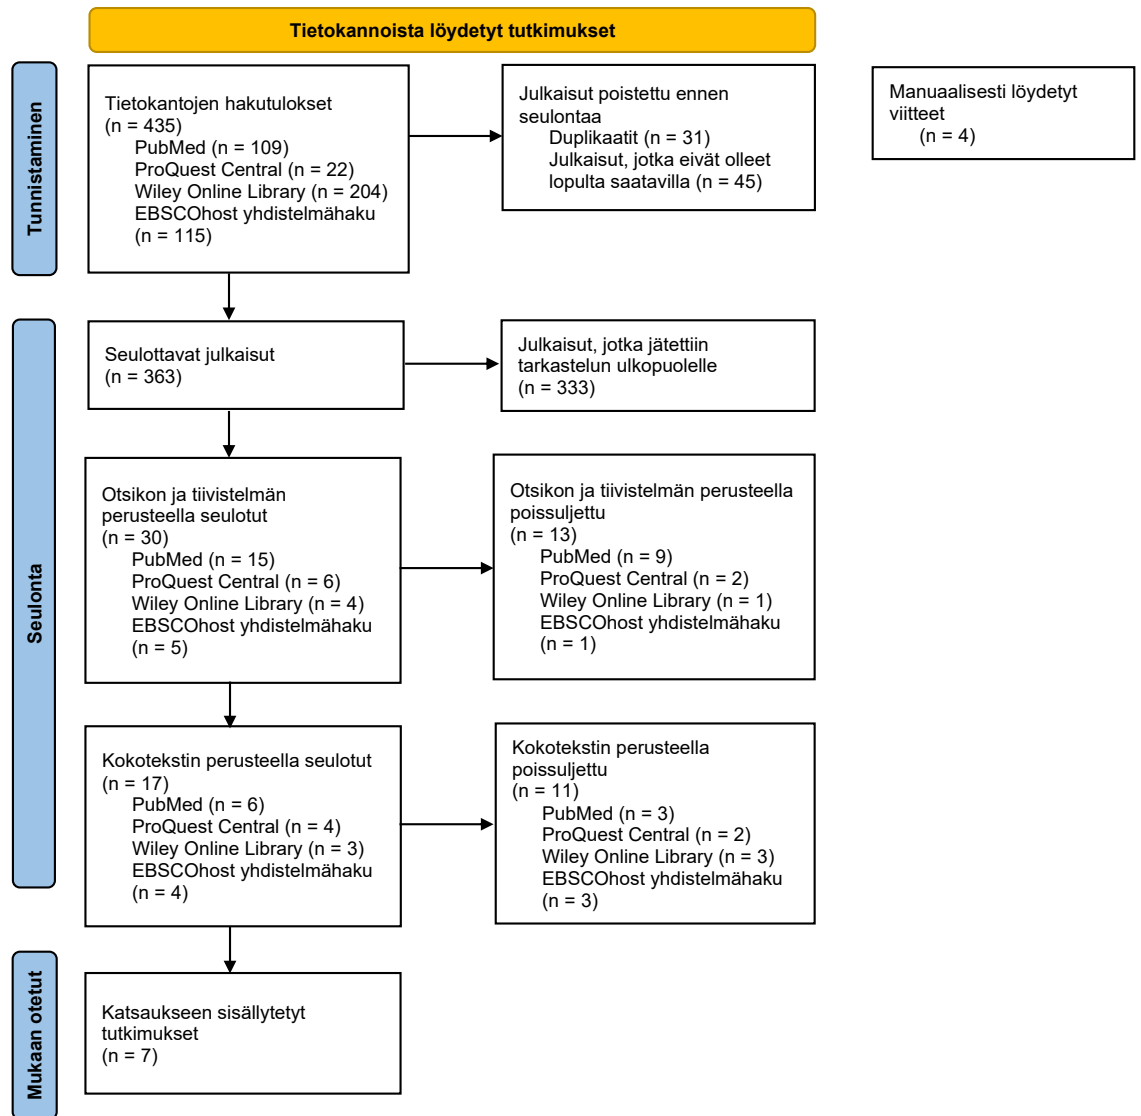 Tietokannoista löydetyt tutkimukset
Tunnistaminen
Tietokantojen hakutulokset
(n = 435)
PubMed (n = 109)
ProQuest Central (n = 22)
Wiley Online Library (n = 204)
EBSCOhost yhdistelmähaku
(n = 115)
Julkaisut poistettu ennen
seulontaa
Duplikaatit (n = 31)
Julkaisut, jotka eivät olleet
lopulta saatavilla (n = 45)
Manuaalisesti löydetyt
viitteet
(n = 4)
Seulonta
Seulottavat julkaisut
(n = 363)
Julkaisut, jotka jätettiin
tarkastelun ulkopuolelle
(n = 333)
Otsikon ja tiivistelmän
perusteella seulotut
(n = 30)
PubMed (n = 15)
ProQuest Central (n = 6)
Wiley Online Library (n = 4)
EBSCOhost yhdistelmähaku
(n = 5)
Otsikon ja tiivistelmän perusteella
poissuljettu
(n = 13)
PubMed (n = 9)
ProQuest Central (n = 2)
Wiley Online Library (n = 1)
EBSCOhost yhdistelmähaku
(n = 1)
Kokotekstin perusteella seulotut
(n = 17)
PubMed (n = 6)
ProQuest Central (n = 4)
Wiley Online Library (n = 3)
EBSCOhost yhdistelmähaku
(n = 4)
Kokotekstin perusteella
poissuljettu
(n = 11)
PubMed (n = 3)
ProQuest Central (n = 2)
Wiley Online Library (n = 3)
EBSCOhost yhdistelmähaku
(n = 3)
Mukaan otetut
Katsaukseen sisällytetyt
tutkimukset
(n = 7)